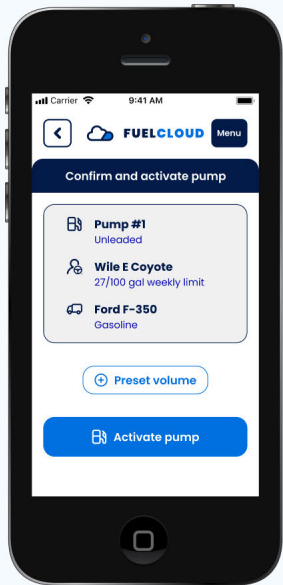 Carrier 9:41 AM
FUELCLOUD Menu
Confirm and activate pump
Pump #1
Unleaded
Wile E Coyote
27/100 gal weekly limit
Ford F-350
Gasoline
Preset volume
Activate pump